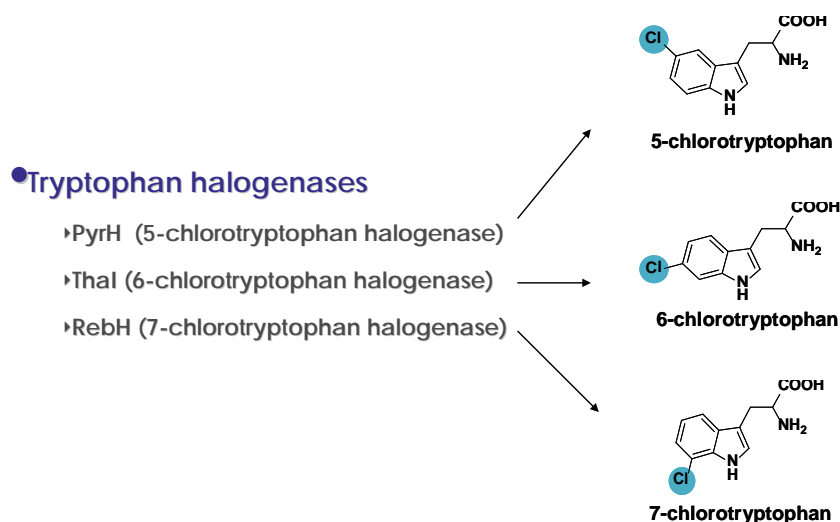 Cl
COOH
NH2
N
H
5-chlorotryptophan
•Tryptophan halogenases
‣PyrH (5-chlorotryptophan halogenase)
‣ThaI (6-chlorotryptophan halogenase)
‣RebH (7-chlorotryptophan halogenase)
COOH
NH2
Cl
N
H
6-chlorotryptophan
COOH
NH2
N
H
Cl
7-chlorotryptophan